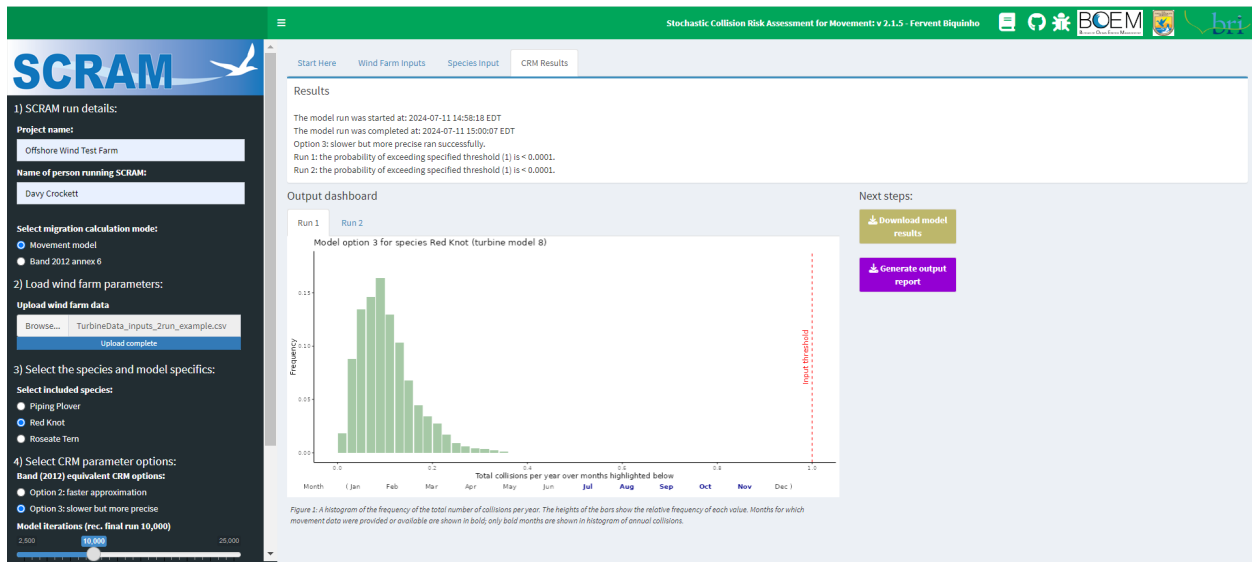 Stochastic Collision Risk Assessment for Movement: v 2.1.5 - Fervent Biquinho
BOEM
Bureau of Ocean Energy Management
bri
SCRAM
1) SCRAM run details:
Project name:
Offshore Wind Test Farm
Name of person running SCRAM:
Davy Crockett
Select migration calculation mode:
Movement model
Band 2012 annex 6
2) Load wind farm parameters:
Upload wind farm data
Browse... TurbineData_inputs_2run_example.csv
Upload complete
3) Select the species and model specifics:
Select included species:
Piping Plover
Red Knot
Roseate Tern
4) Select CRM parameter options:
Band (2012) equivalent CRM options:
Option 2: faster approximation
Option 3: slower but more precise
Model iterations (rec. final run 10,000)
2,500 10,000 25,000
Start Here Wind Farm Inputs Species Input CRM Results
Results
The model run was started at: 2024-07-11 14:58:18 EDT
The model run was completed at: 2024-07-11 15:00:07 EDT
Option 3: slower but more precise ran successfully.
Run 1: the probability of exceeding specified threshold (1) is < 0.0001.
Run 2: the probability of exceeding specified threshold (1) is < 0.0001.
Output dashboard
Run 1 Run 2
Model option 3 for species Red Knot (turbine model 8)
Frequency
0.15
0.10
0.05
0.00
Input threshold
0.0 0.2 0.4 0.6 0.8 1.0
Total collisions per year over months highlighted below
Month ( Jan Feb Mar Apr May Jun Jul Aug Sep Oct Nov Dec )
Figure 1: A histogram of the frequency of the total number of collisions per year. The heights of the bars show the relative frequency of each value. Months for which
movement data were provided or available are shown in bold; only bold months are shown in histogram of annual collisions.
Next steps:
Download model
results
Generate output
report